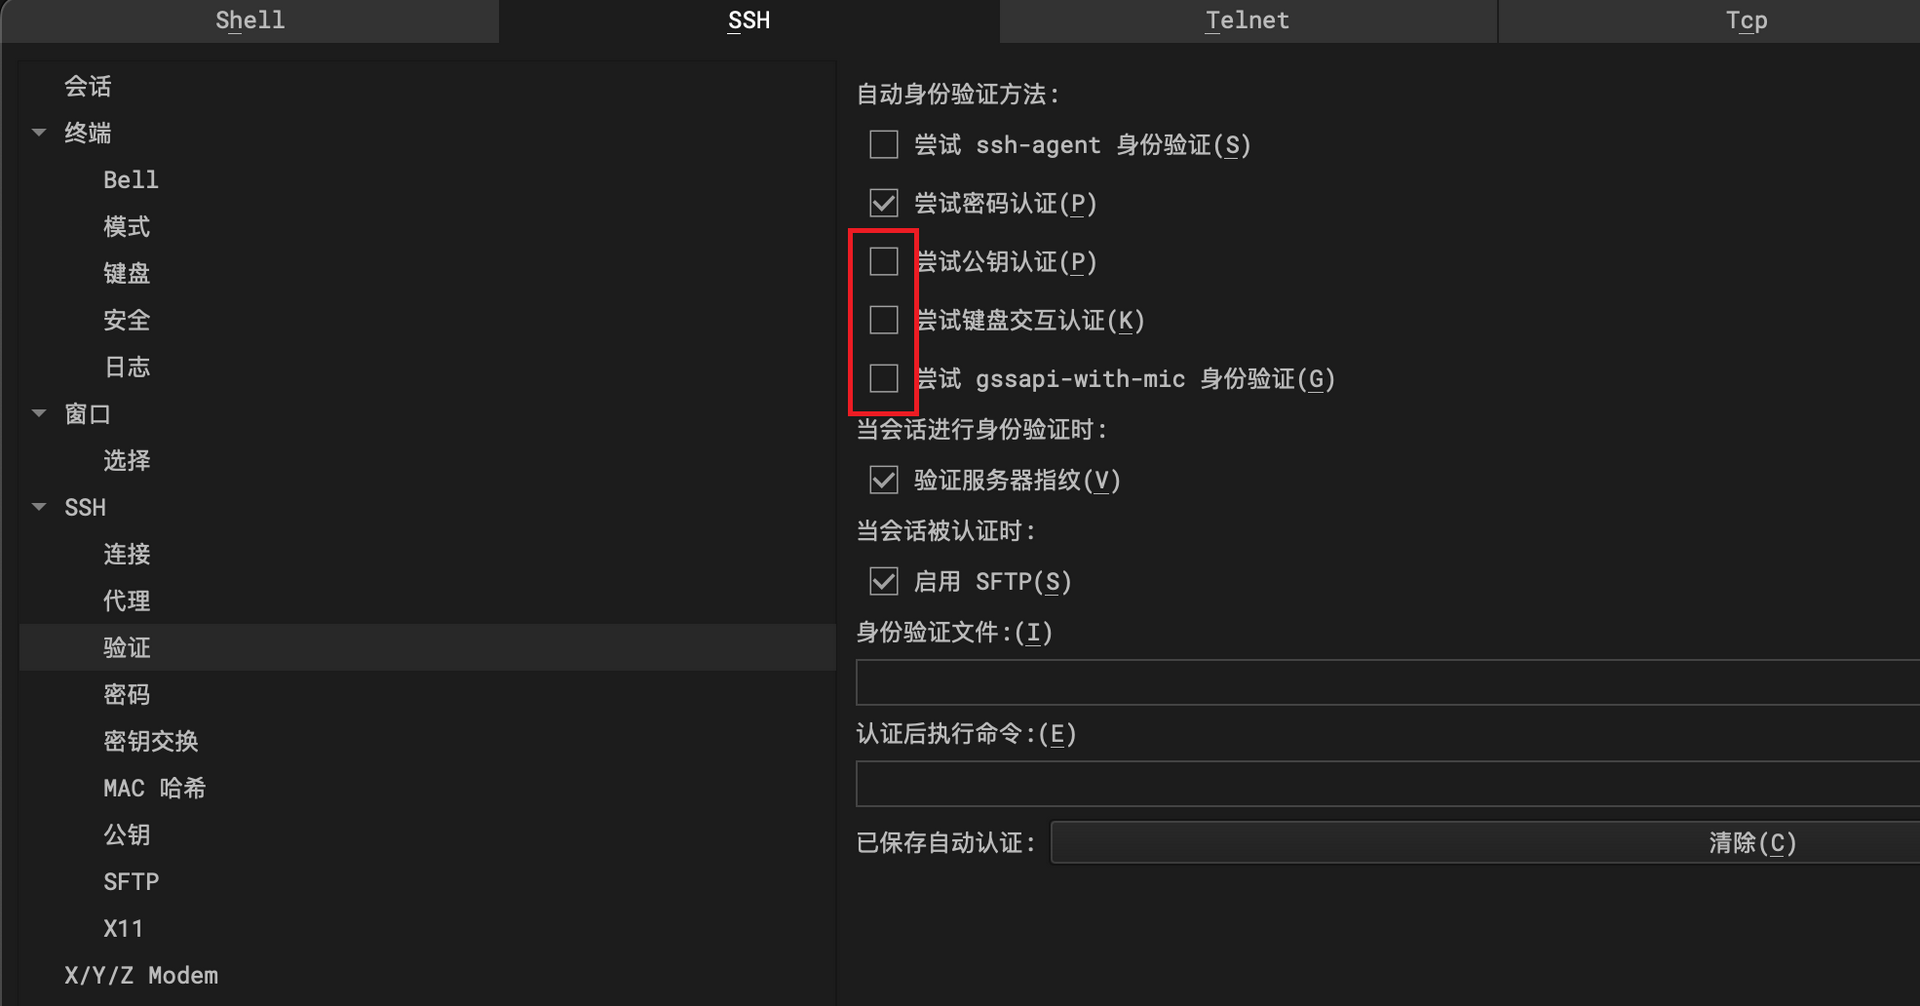 Shell
SSH
Telnet
Tcp
会话
终端
Bell
模式
键盘
安全
日志
窗口
选择
SSH
连接
代理
验证
密码
密钥交换
MAC 哈希
公钥
SFTP
X11
X/Y/Z Modem
自动身份验证方法:
尝试 ssh-agent 身份验证(S)
尝试密码认证(P)
尝试公钥认证(P)
尝试键盘交互认证(K)
尝试 gssapi-with-mic 身份验证(G)
当会话进行身份验证时:
验证服务器指纹(V)
当会话被认证时:
启用 SFTP(S)
身份验证文件:(I)
认证后执行命令:(E)
已保存自动认证:
清除(C)